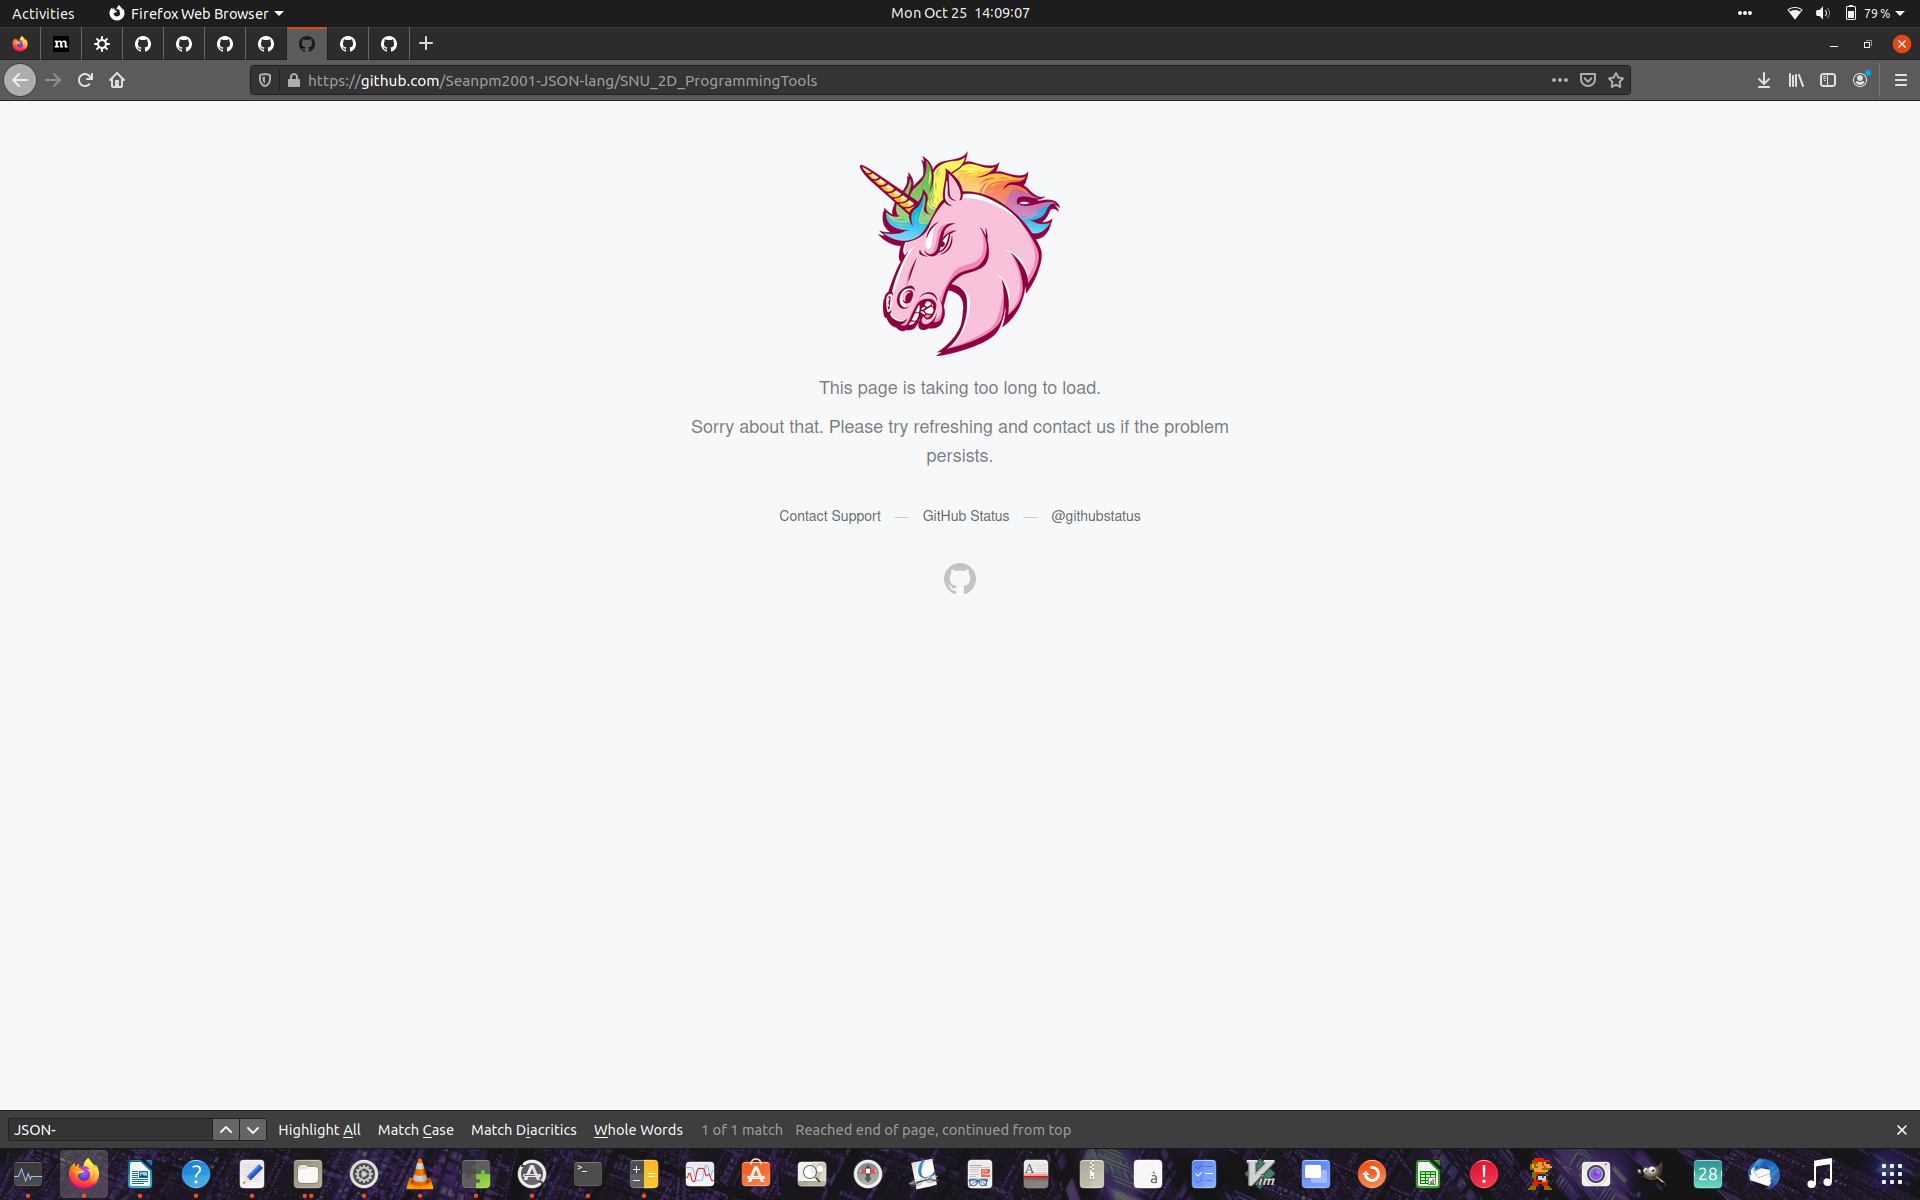 Activities
Firefox Web Browser
Mon Oct 25 14:09:07
79 %
m
https://github.com/Seanpm2001-JSON-lang/SNU_2D_ProgrammingTools
This page is taking too long to load.
Sorry about that. Please try refreshing and contact us if the problem
persists.
Contact Support — GitHub Status — @githubstatus
JSON-
Highlight All
Match Case
Match Diacritics
Whole Words
1 of 1 match
Reached end of page, continued from top
?
>_
A
à
Vim
!
28